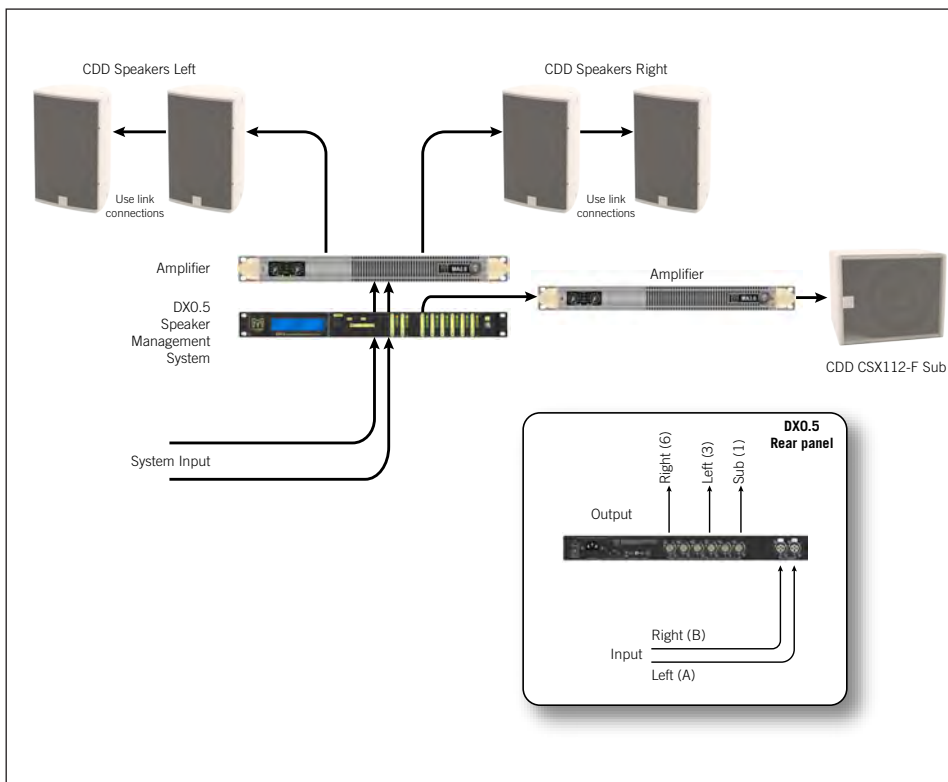 CDD Speakers Left
CDD Speakers Right
Use link
connections
Use link
connections
Amplifier
Amplifier
DX0.5
Speaker
Management
System
CDD CSX112-F Sub
System Input
DX0.5
Rear panel
Right (6)
Left (3)
Sub (1)
Output
Right (B)
Input
Left (A)